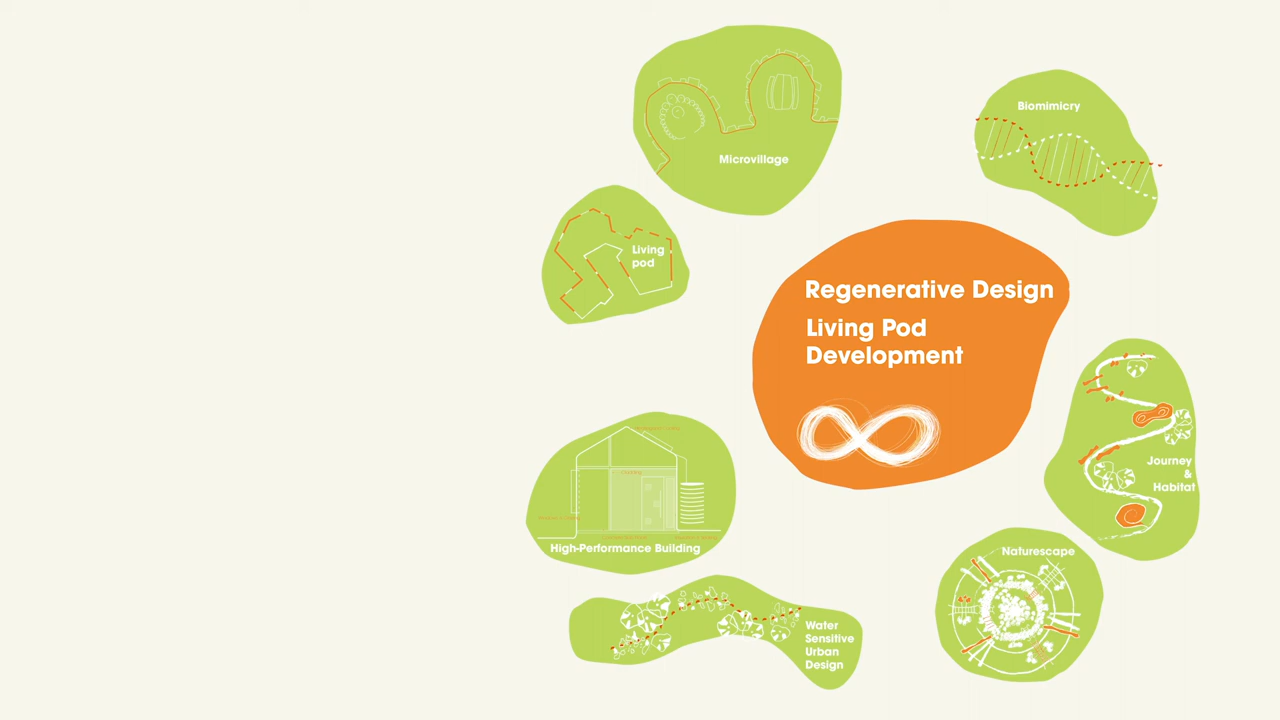 Microvillage
Biomimicry
Living
pod
Regenerative Design
Living Pod
Development
Journey
&
Habitat
High-Performance Building
Naturescape
Water
Sensitive
Urban
Design